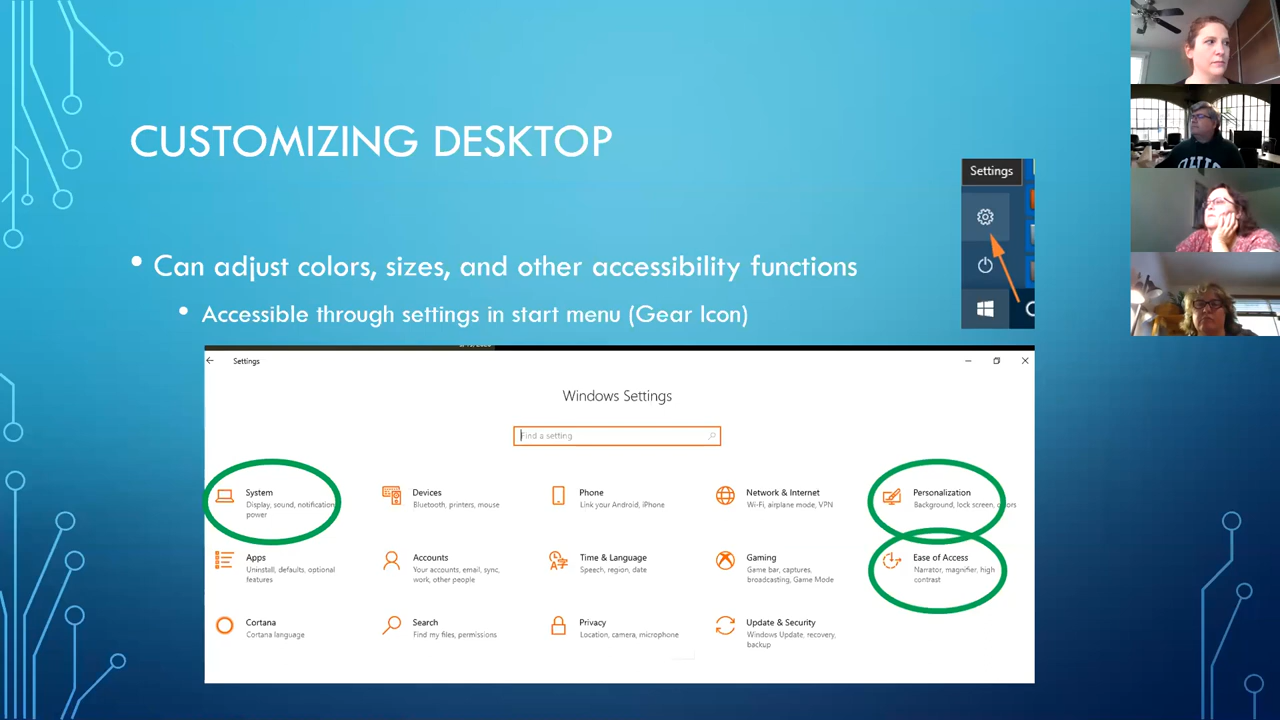 CUSTOMIZING DESKTOP
Settings
• Can adjust colors, sizes, and other accessibility functions
• Accessible through settings in start menu (Gear Icon)
Settings
Windows Settings
Find a setting
System
Display, sound, notification
power
Devices
Bluetooth, printers, mouse
Phone
Link your Android, iPhone
Network & Internet
Wi-Fi, airplane mode, VPN
Personalization
Background, lock screen,
Apps
Uninstall, defaults, optional
features
Accounts
Your accounts, email, sync,
work, other people
Time & Language
Speech, region, date
Gaming
Game bar, captures,
broadcasting, Game Mode
Ease of Access
Narrator, magnifier, high
contrast
Cortana
Cortana language
Search
Find my files, permissions
Privacy
Location, camera, microphone
Update & Security
Windows Update, recovery,
backup